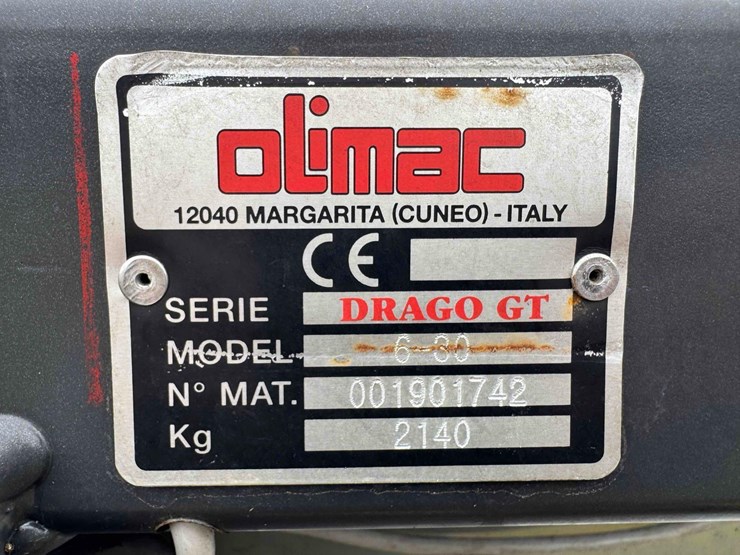 olimac
12040 MARGARITA (CUNEO) - ITALY
CE
SERIE DRAGO GT
MODEL 6-30
N° MAT. 001901742
Kg 2140